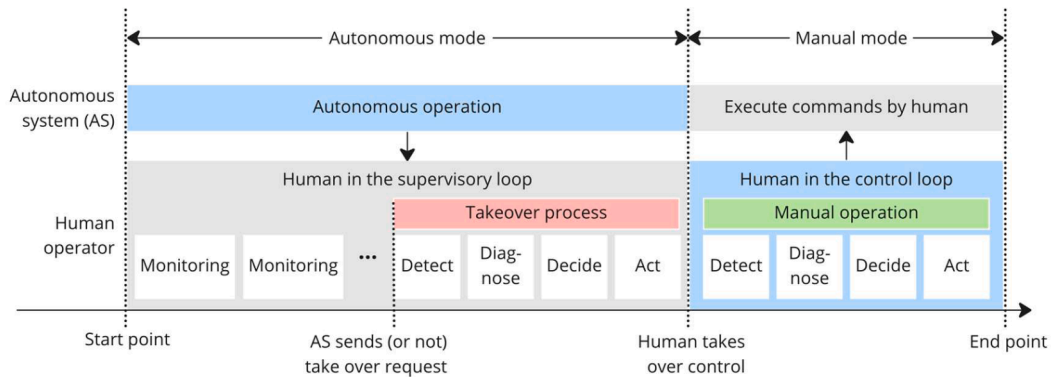 Autonomous mode
Manual mode
Autonomous
system (AS)
Autonomous operation
Execute commands by human
Human
operator
Human in the supervisory loop
Takeover process
Monitoring
Monitoring
...
Detect
Diag-
nose
Decide
Act
Human in the control loop
Manual operation
Detect
Diag-
nose
Decide
Act
Start point
AS sends (or not)
take over request
Human takes
over control
End point